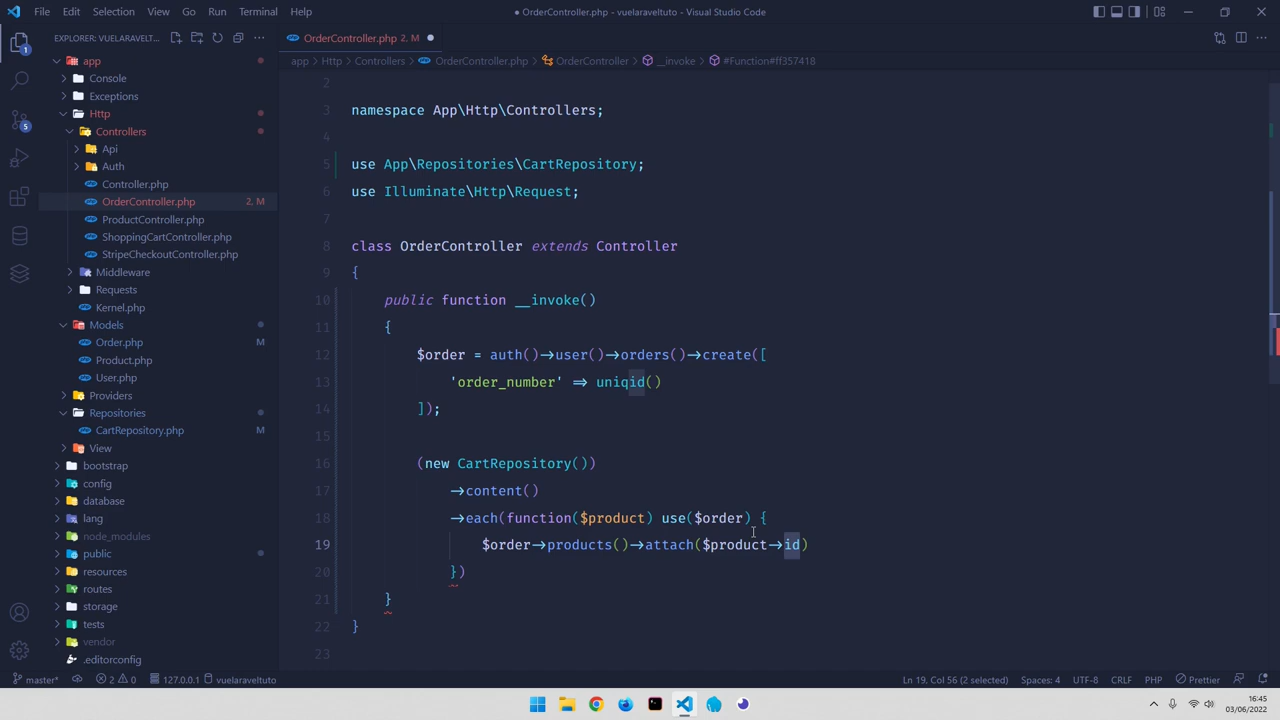 File Edit Selection View Go Run Terminal Help
● OrderController.php - vuelaraveltuto - Visual Studio Code
EXPLORER: VUELARAVELT...
OrderController.php 2, M ●
app > Http > Controllers > OrderController.php > OrderController > __invoke > #Function#ff357418
1
5
app
Console
Exceptions
Http
Controllers
Api
Auth
Controller.php
OrderController.php 2, M
ProductController.php
ShoppingCartController.php
StripeCheckoutController.php
Middleware
Requests
Kernel.php
Models
Order.php M
Product.php
User.php
Providers
Repositories
CartRepository.php M
View
bootstrap
config
database
lang
node_modules
public
resources
routes
storage
tests
vendor
.editorconfig
2
3 namespace App\Http\Controllers;
4
5 use App\Repositories\CartRepository;
6 use Illuminate\Http\Request;
7
8 class OrderController extends Controller
9 {
10 public function __invoke()
11 {
12 $order = auth()->user()->orders()->create([
13 'order_number' => uniqid()
14 ]);
15
16 (new CartRepository())
17 ->content()
18 ->each(function($product) use($order) {
19 $order->products()->attach($product->id)
20 })
21 }
22 }
23
master* 2 0 127.0.0.1 vuelaraveltuto Ln 19, Col 56 (2 selected) Spaces: 4 UTF-8 CRLF PHP Prettier
16:45
03/06/2022